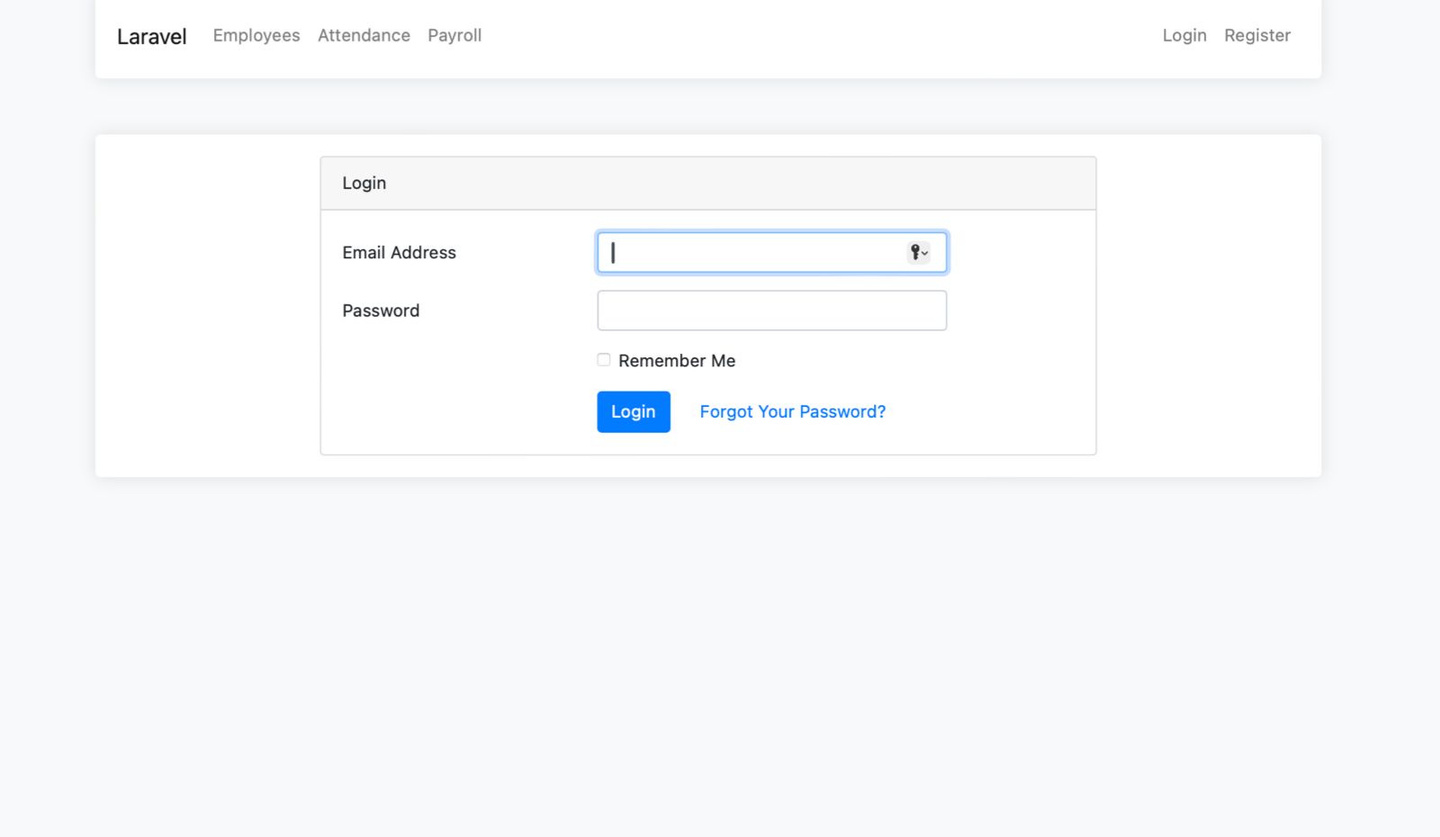 Laravel Employees Attendance Payroll Login Register
Login
Email Address
Password
Remember Me
Login Forgot Your Password?